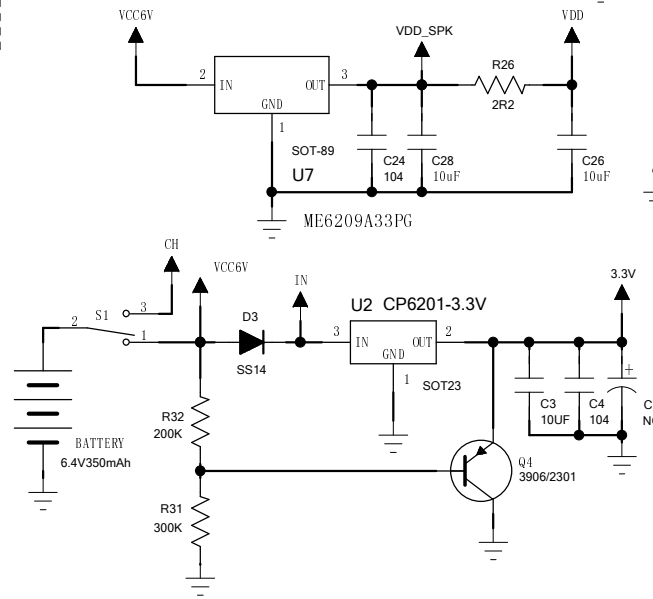 VCC6V
VDD_SPK
VDD
2
IN
OUT
3
GND
1
R26
2R2
SOT-89
U7
C24
104
C28
10uF
C26
10uF
ME6209A33PG
CH
VCC6V
IN
3.3V
S1
2
3
1
D3
SS14
U2 CP6201-3.3V
3
IN
OUT
2
GND
1
SOT23
C3
10UF
C4
104
+
R32
200K
BATTERY
6.4V350mAh
Q4
3906/2301
R31
300K